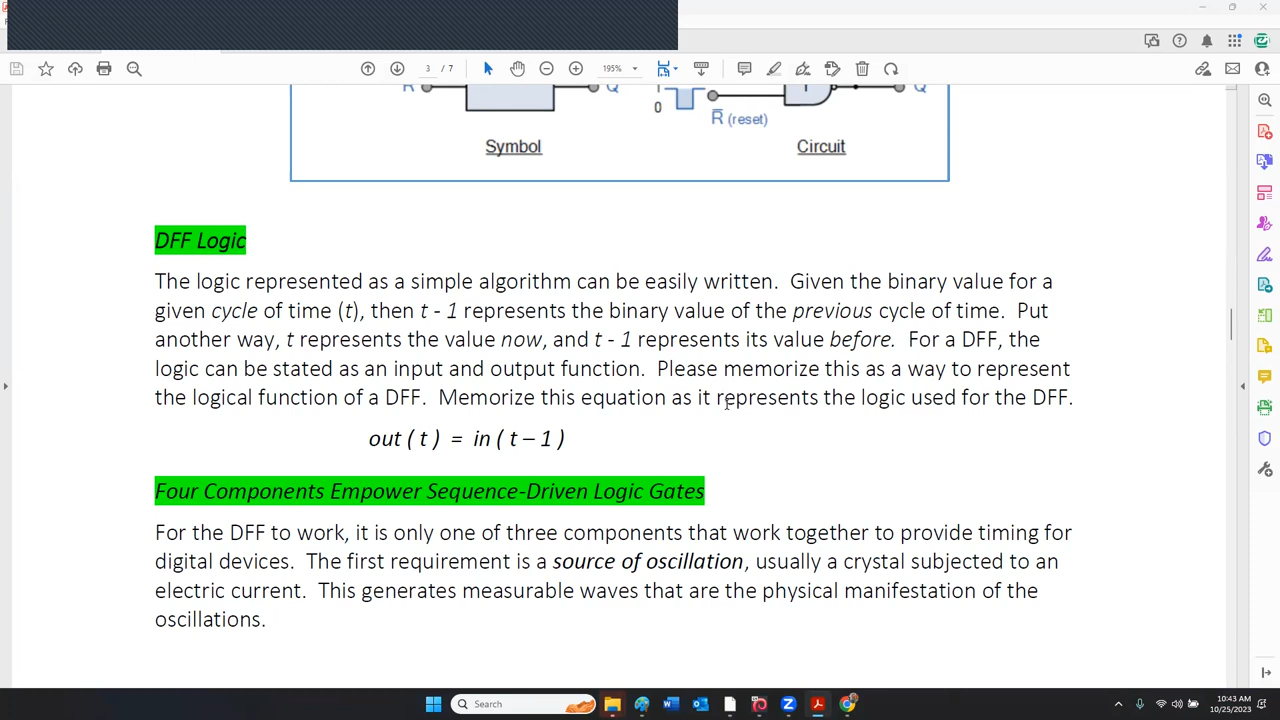 3 / 7
195%
R
Q
1
0
R (reset)
Q
Symbol
Circuit
DFF Logic
The logic represented as a simple algorithm can be easily written. Given the binary value for a
given cycle of time (t), then t - 1 represents the binary value of the previous cycle of time. Put
another way, t represents the value now, and t - 1 represents its value before. For a DFF, the
logic can be stated as an input and output function. Please memorize this as a way to represent
the logical function of a DFF. Memorize this equation as it represents the logic used for the DFF.
out ( t ) = in ( t – 1 )
Four Components Empower Sequence-Driven Logic Gates
For the DFF to work, it is only one of three components that work together to provide timing for
digital devices. The first requirement is a source of oscillation, usually a crystal subjected to an
electric current. This generates measurable waves that are the physical manifestation of the
oscillations.
Search
10:43 AM
10/25/2023